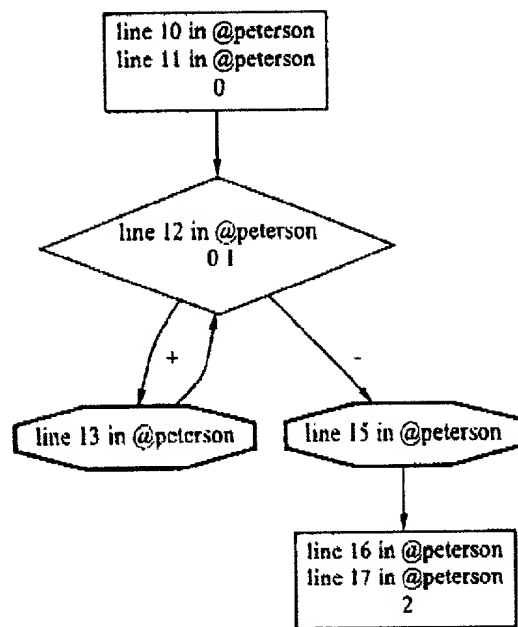 line 10 in @peterson
line 11 in @peterson
0
line 12 in @peterson
0 1
+
-
line 13 in @peterson
line 15 in @peterson
line 16 in @peterson
line 17 in @peterson
2